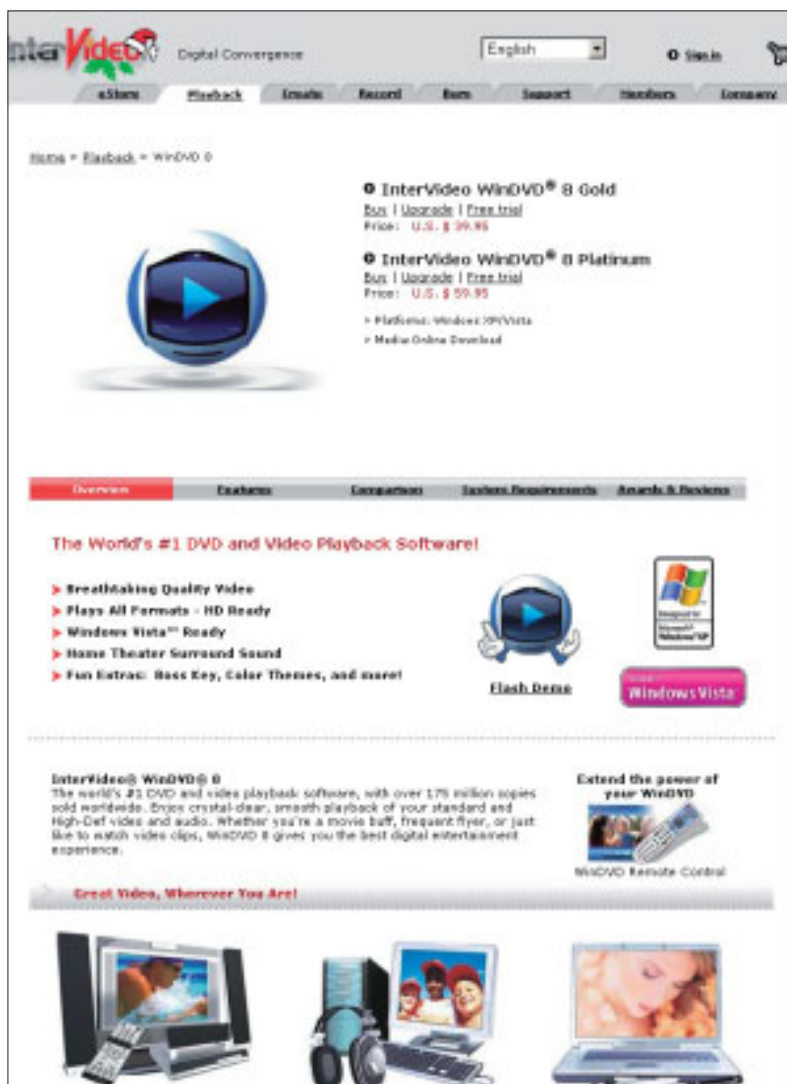 InterVideo Digital Convergence
English
Sign in
eStore Playback Create Record Burn Support Members Company
Home > Playback > WinDVD 8
InterVideo WinDVD® 8 Gold
Buy | Upgrade | Free trial
Price: U.S. $ 39.95
InterVideo WinDVD® 8 Platinum
Buy | Upgrade | Free trial
Price: U.S. $ 59.95
> Platforms: Windows XP/Vista
> Media: Online Download
Overview Features Comparison System Requirements Awards & Reviews
The World's #1 DVD and Video Playback Software!
Breathtaking Quality Video
Plays All Formats - HD Ready
Windows Vista™ Ready
Home Theater Surround Sound
Fun Extras: Boss Key, Color Themes, and more!
Flash Demo
Designed for
Microsoft
Windows XP
Windows Vista
InterVideo® WinDVD® 8
The world's #1 DVD and video playback software, with over 175 million copies
sold worldwide. Enjoy crystal-clear, smooth playback of your standard and
High-Def video and audio. Whether you're a movie buff, frequent flyer, or just
like to watch video clips, WinDVD 8 gives you the best digital entertainment
experience.
Extend the power of
your WinDVD
WinDVD Remote Control
Great Video, Wherever You Are!